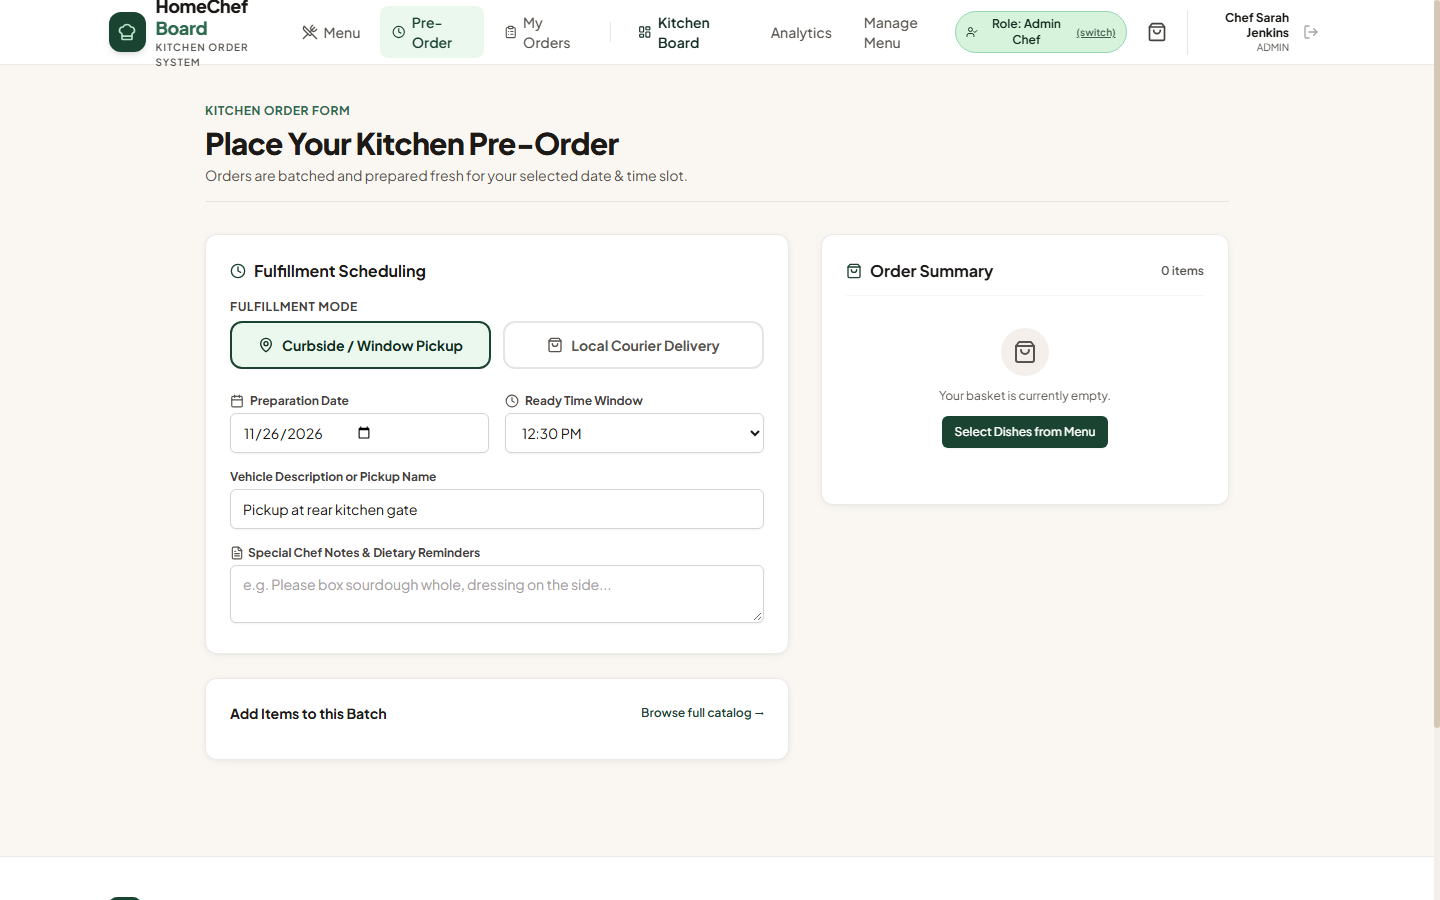 HomeChef
Board
KITCHEN ORDER
SYSTEM
Menu
Pre-
Order
My
Orders
Kitchen
Board
Analytics
Manage
Menu
Role: Admin
Chef
(switch)
Chef Sarah
Jenkins
ADMIN
KITCHEN ORDER FORM
Place Your Kitchen Pre-Order
Orders are batched and prepared fresh for your selected date & time slot.
Fulfillment Scheduling
FULFILLMENT MODE
Curbside / Window Pickup
Local Courier Delivery
Preparation Date
Ready Time Window
11/26/2026
12:30 PM
Vehicle Description or Pickup Name
Pickup at rear kitchen gate
Special Chef Notes & Dietary Reminders
e.g. Please box sourdough whole, dressing on the side...
Add Items to this Batch
Browse full catalog →
Order Summary
0 items
Your basket is currently empty.
Select Dishes from Menu